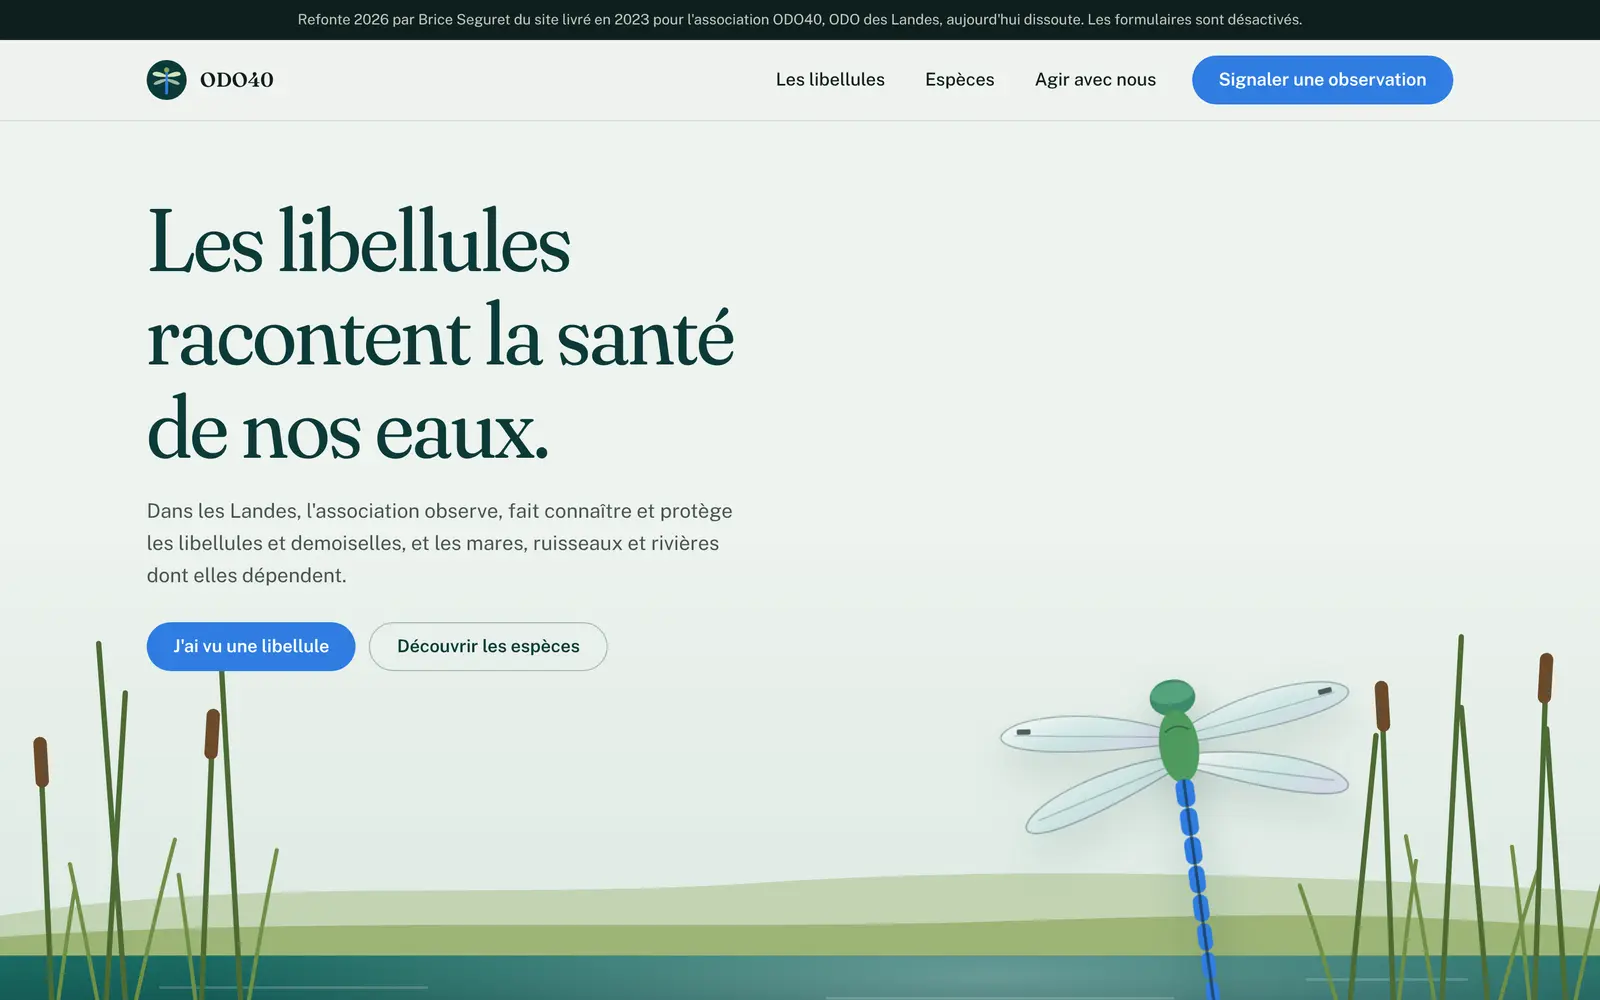 Refonte 2026 par Brice Seguret du site livré en 2023 pour l'association ODO40, ODO des Landes, aujourd'hui dissoute. Les formulaires sont désactivés.
ODO40
Les libellules
Espèces
Agir avec nous
Signaler une observation
Les libellules
racontent la santé
de nos eaux.
Dans les Landes, l'association observe, fait connaître et protège
les libellules et demoiselles, et les mares, ruisseaux et rivières
dont elles dépendent.
J'ai vu une libellule
Découvrir les espèces